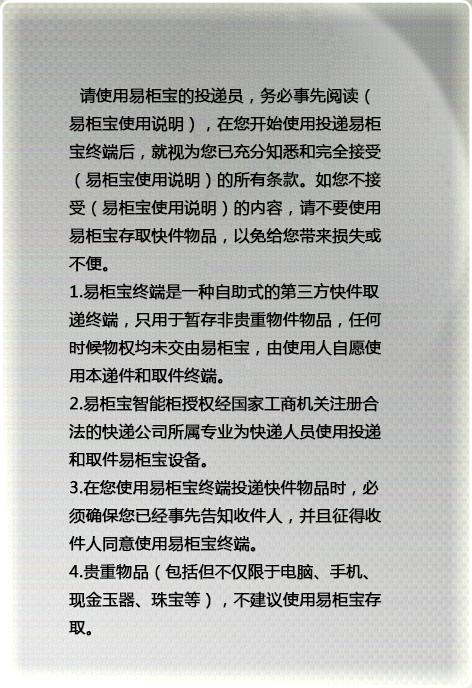 请使用易柜宝的投递员，务必事先阅读（
易柜宝使用说明），在您开始使用投递易柜
宝终端后，就视为您已充分知悉和完全接受
（易柜宝使用说明）的所有条款。如您不接
受（易柜宝使用说明）的内容，请不要使用
易柜宝存取快件物品，以免给您带来损失或
不便。
1.易柜宝终端是一种自助式的第三方快件取
递终端，只用于暂存非贵重物件物品，任何
时候物权均未交由易柜宝，由使用人自愿使
用本递件和取件终端。
2.易柜宝智能柜授权经国家工商机关注册合
法的快递公司所属专业为快递人员使用投递
和取件易柜宝设备。
3.在您使用易柜宝终端投递快件物品时，必
须确保您已经事先告知收件人，并且征得收
件人同意使用易柜宝终端。
4.贵重物品（包括但不仅限于电脑、手机、
现金玉器、珠宝等），不建议使用易柜宝存
取。